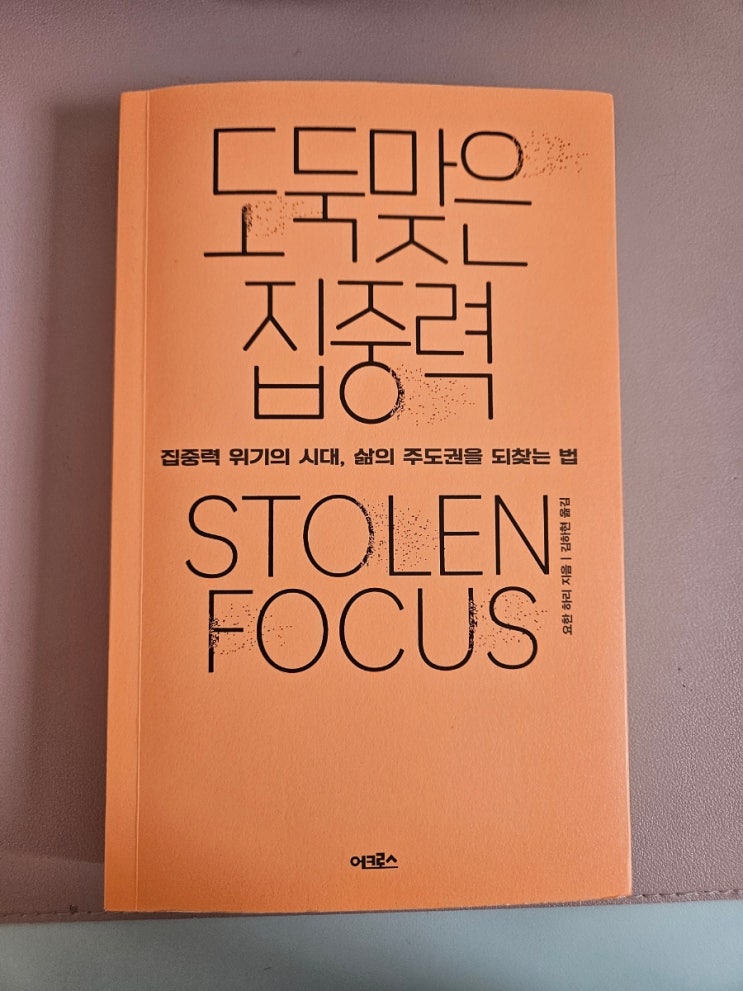 도둑맞은
집중력
집중력 위기의 시대, 삶의 주도권을 되찾는 법
STOLEN
FOCUS
요한 하리 지음 | 김하현 옮김
어크로스